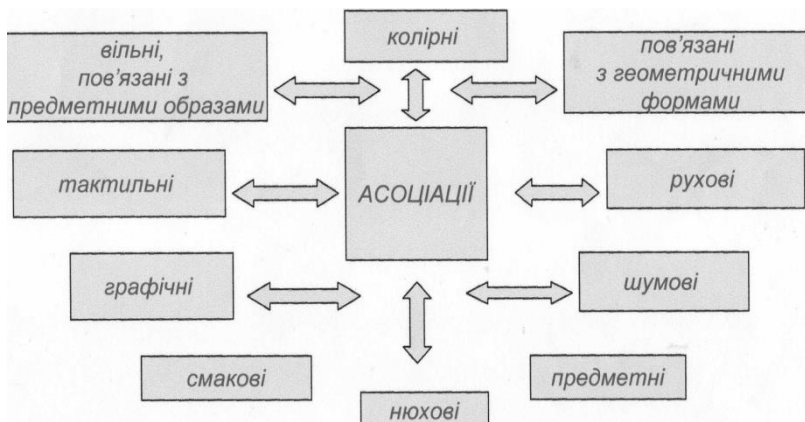 колірні
вільні,
пов’язані з
предметними образами
пов’язані
з геометричними
формами
тактильні
АСОЦІАЦІЇ
рухові
графічні
шумові
смакові
предметні
нюхові